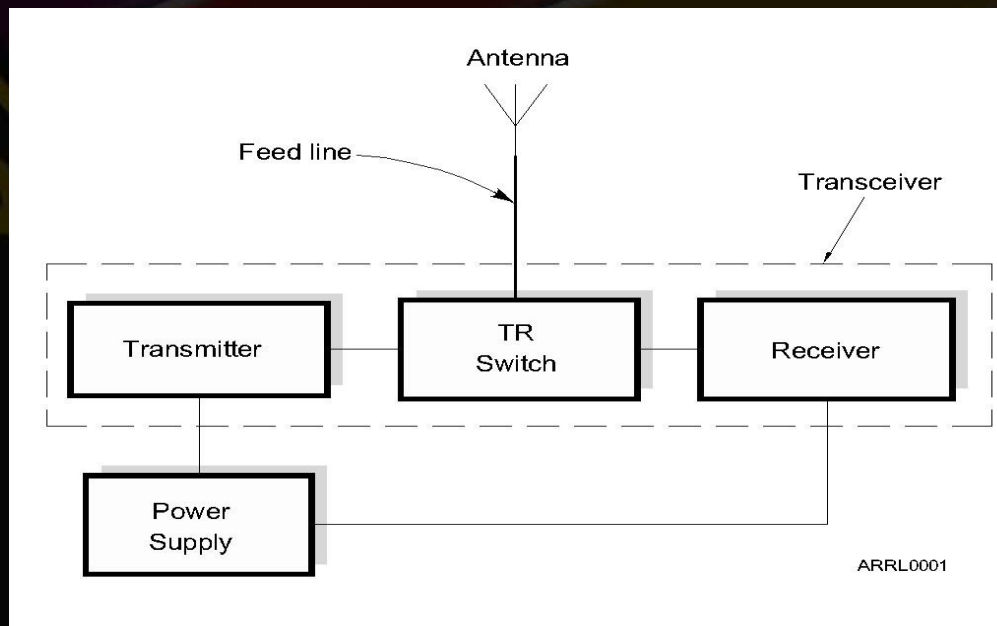 Antenna
Feed line
Transceiver
Transmitter
TR
Switch
Receiver
Power
Supply
ARRL0001